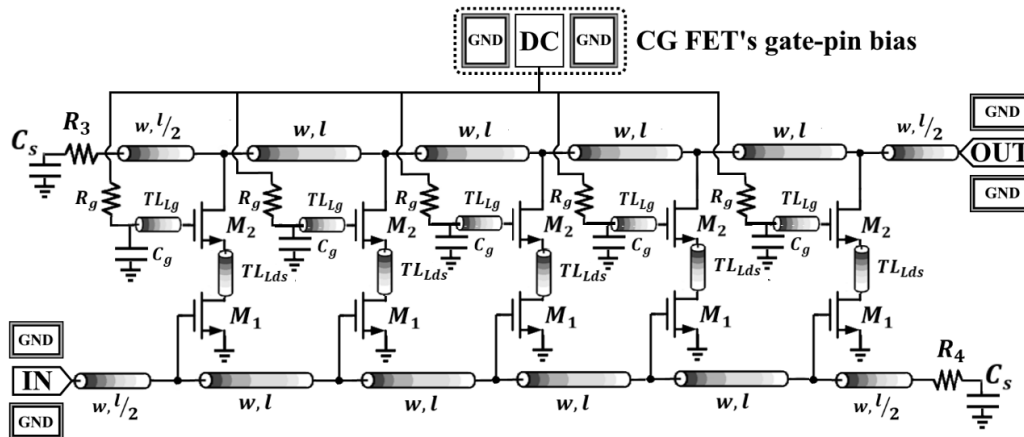 GND DC GND CG FET's gate-pin bias
GND
C_s R_3 w, l/2 w, l w, l w, l w, l w, l/2
OUT
GND
R_g TL_Lg R_g TL_Lg R_g TL_Lg R_g TL_Lg R_g TL_Lg
M_2 M_2 M_2 M_2 M_2
C_g C_g C_g C_g C_g
TL_Lds TL_Lds TL_Lds TL_Lds TL_Lds
M_1 M_1 M_1 M_1 M_1
GND
IN R_4 C_s
w, l/2 w, l w, l w, l w, l w, l/2
GND